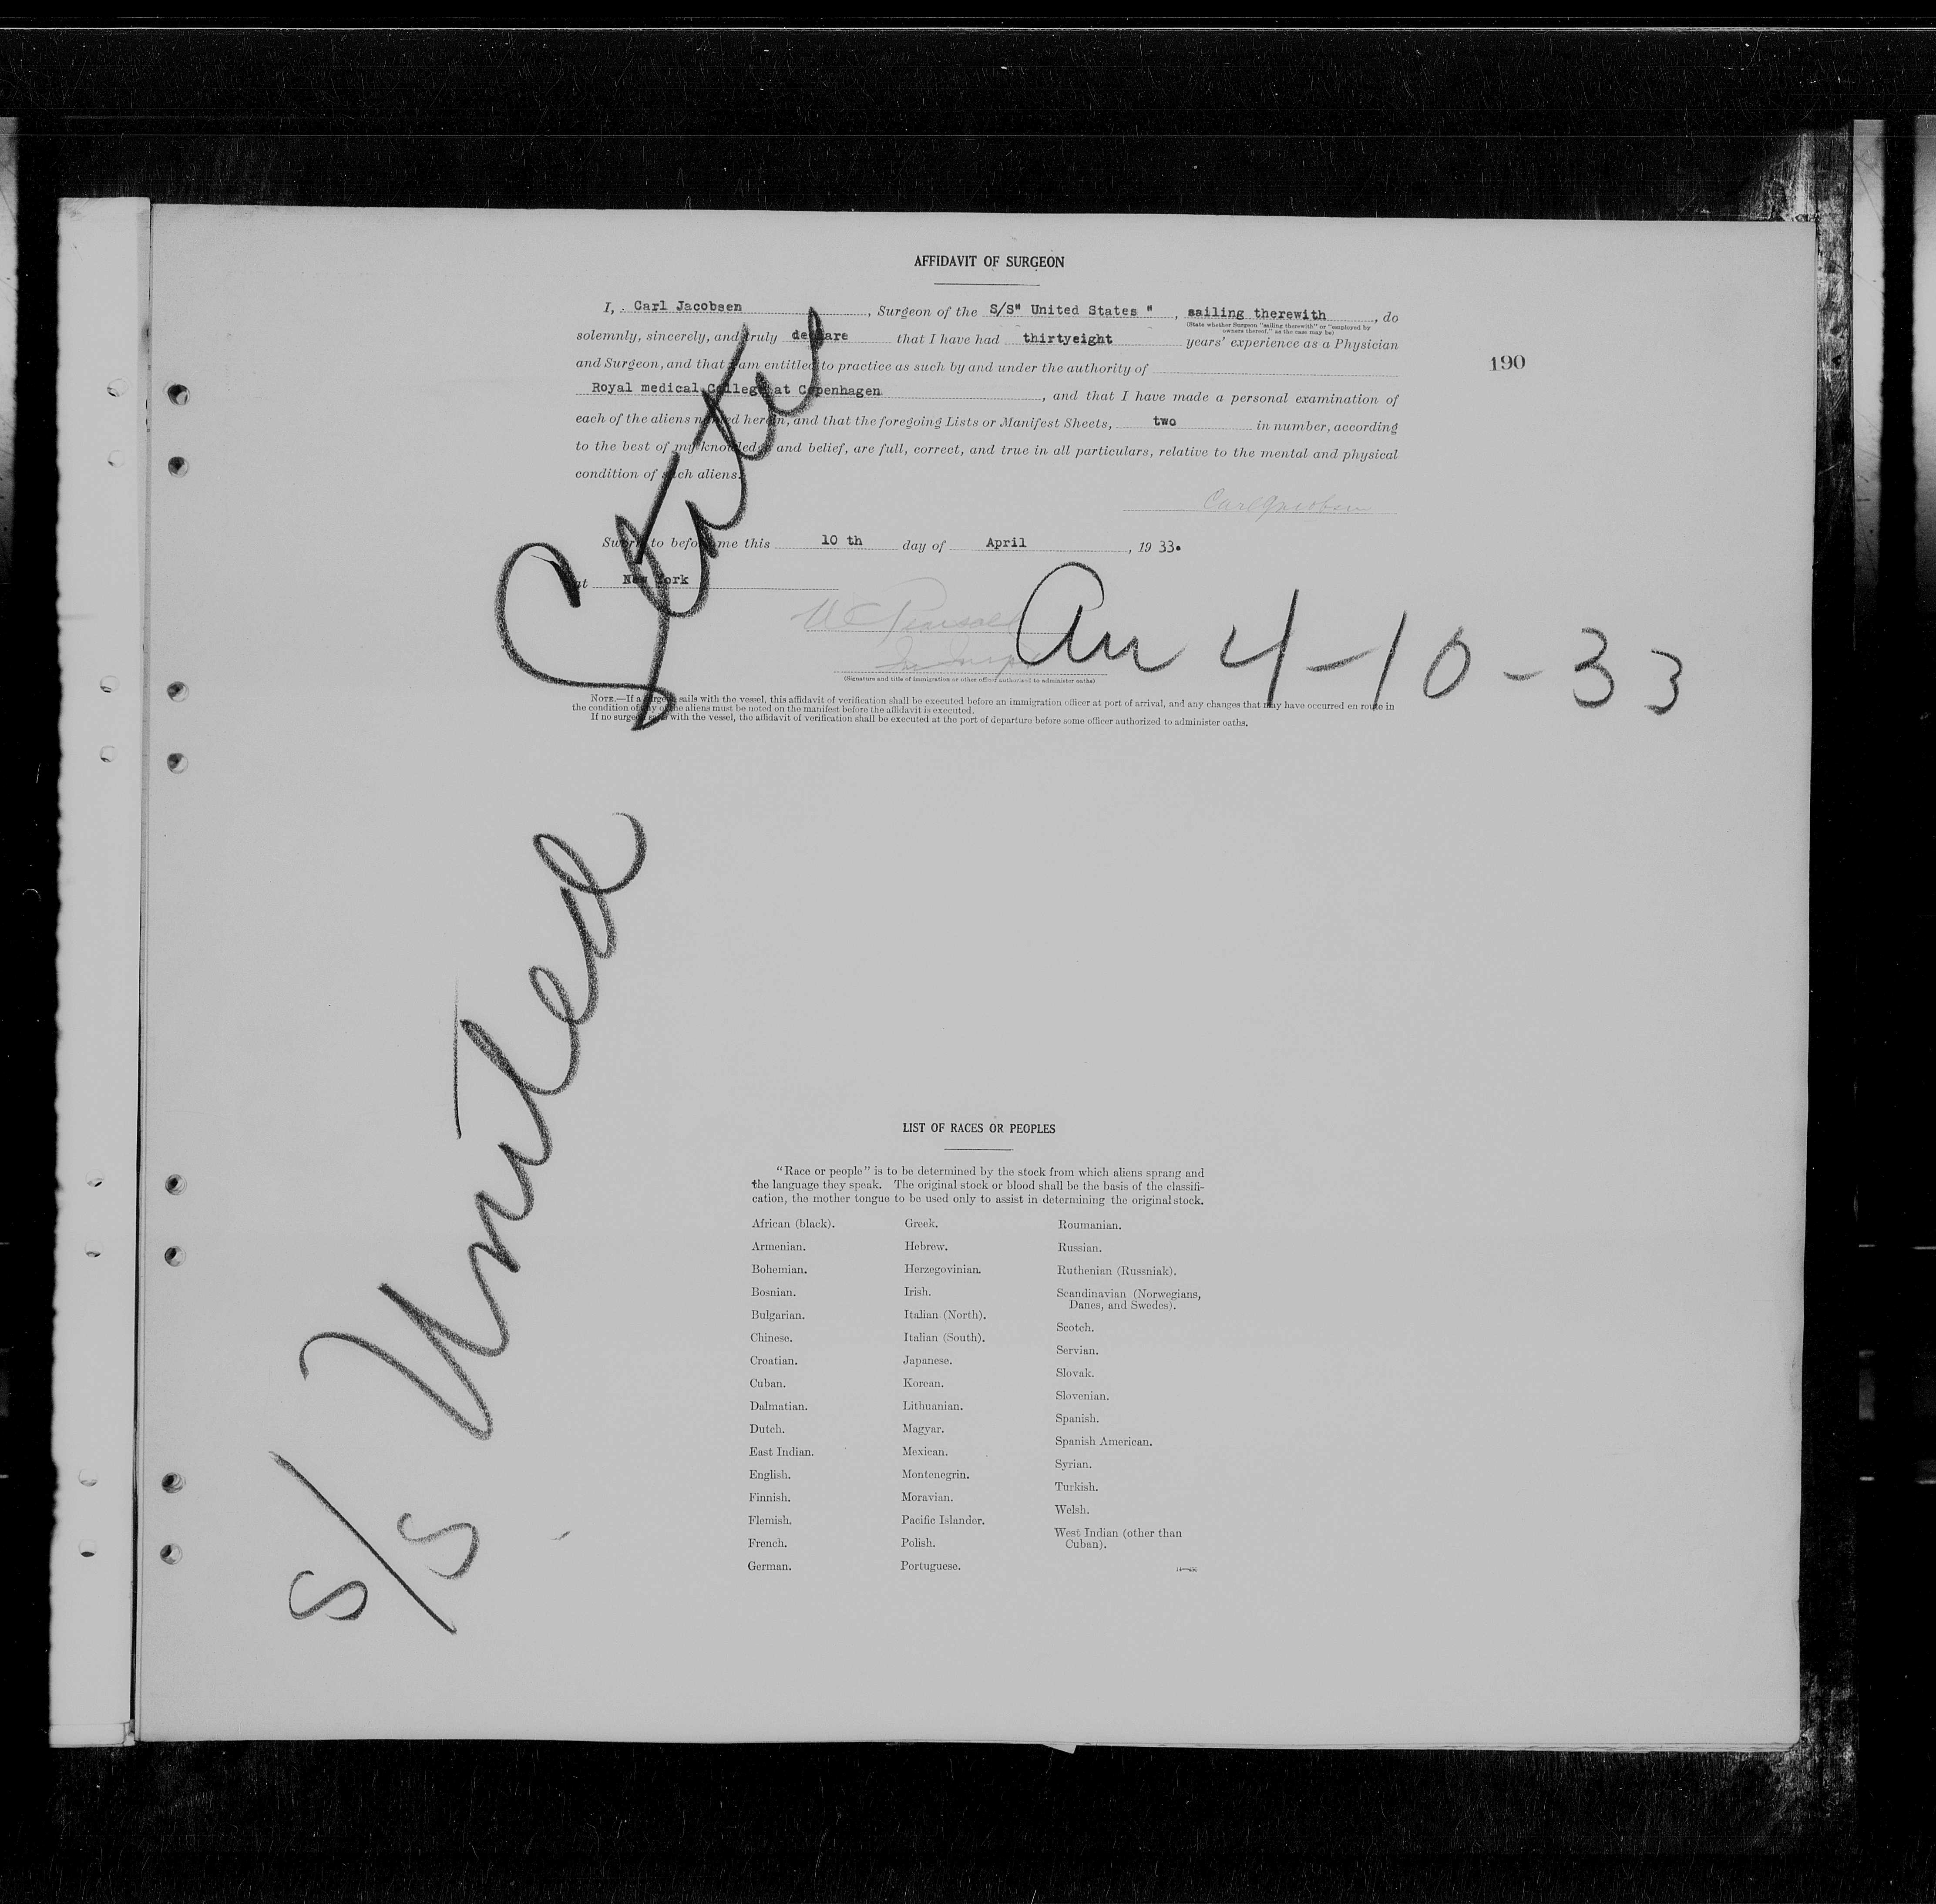 AFFIDAVIT OF SURGEON
I, Carl Jacobsen, Surgeon of the S/S" United States ", sailing therewith, do
(State whether Surgeon "sailing therewith" or "employed by
owners thereof," as the case may be)
solemnly, sincerely, and truly declare that I have had thirtyeight years' experience as a Physician
and Surgeon, and that I am entitled to practice as such by and under the authority of
190
Royal medical College at Copenhagen, and that I have made a personal examination of
each of the aliens named herein, and that the foregoing Lists or Manifest Sheets, two in number, according
to the best of my knowledge and belief, are full, correct, and true in all particulars, relative to the mental and physical
condition of such aliens.
Carl Jacobsen
Sworn to before me this 10 th day of April, 19 33.
at New York
Arr 4-10-33
(Signature and title of immigration or other officer authorized to administer oaths)
NOTE.—If a surgeon sails with the vessel, this affidavit of verification shall be executed before an immigration officer at port of arrival, and any changes that may have occurred en route in
the condition of any of the aliens must be noted on the manifest before the affidavit is executed.
If no surgeon sails with the vessel, the affidavit of verification shall be executed at the port of departure before some officer authorized to administer oaths.
S/S United States
LIST OF RACES OR PEOPLES
"Race or people" is to be determined by the stock from which aliens sprang and
the language they speak. The original stock or blood shall be the basis of the classifi-
cation, the mother tongue to be used only to assist in determining the original stock.
African (black).
Armenian.
Bohemian.
Bosnian.
Bulgarian.
Chinese.
Croatian.
Cuban.
Dalmatian.
Dutch.
East Indian.
English.
Finnish.
Flemish.
French.
German.
Greek.
Hebrew.
Herzegovinian.
Irish.
Italian (North).
Italian (South).
Japanese.
Korean.
Lithuanian.
Magyar.
Mexican.
Montenegrin.
Moravian.
Pacific Islander.
Polish.
Portuguese.
Roumanian.
Russian.
Ruthenian (Russniak).
Scandinavian (Norwegians,
Danes, and Swedes).
Scotch.
Servian.
Slovak.
Slovenian.
Spanish.
Spanish American.
Syrian.
Turkish.
Welsh.
West Indian (other than
Cuban).